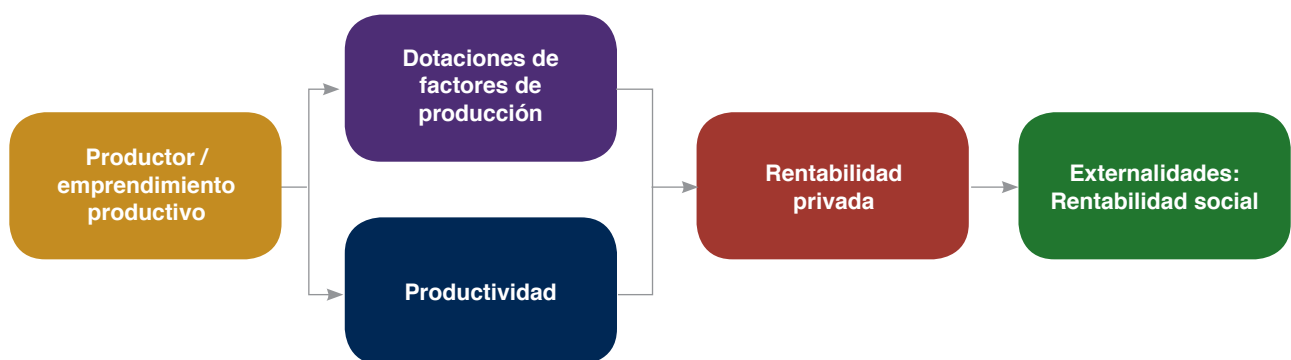 Productor /
emprendimiento
productivo
Dotaciones de
factores de
producción
Productividad
Rentabilidad
privada
Externalidades:
Rentabilidad social